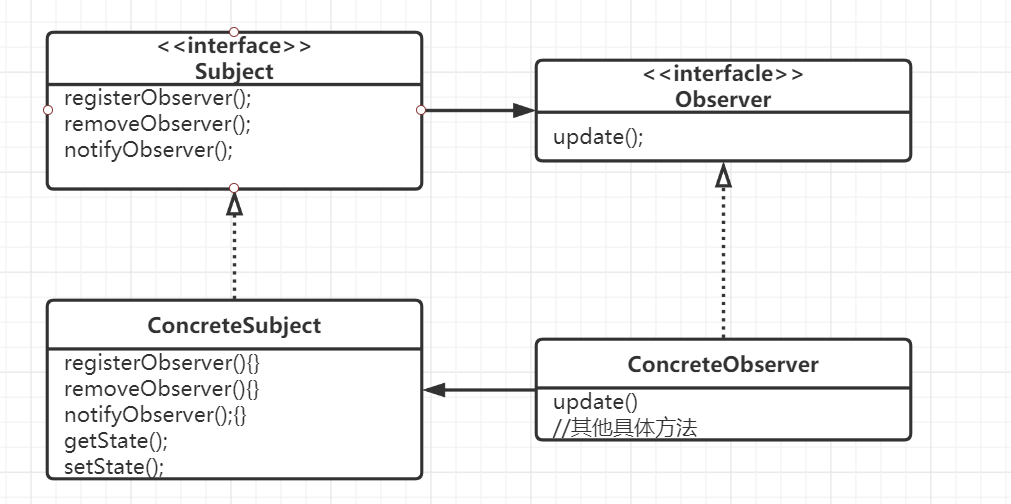 <<interface>>
Subject
registerObserver();
removeObserver();
notifyObserver();
<<interfacle>>
Observer
update();
ConcreteSubject
registerObserver(){}
removeObserver(){}
notifyObserver();{}
getState();
setState();
ConcreteObserver
update()
//其他具体方法